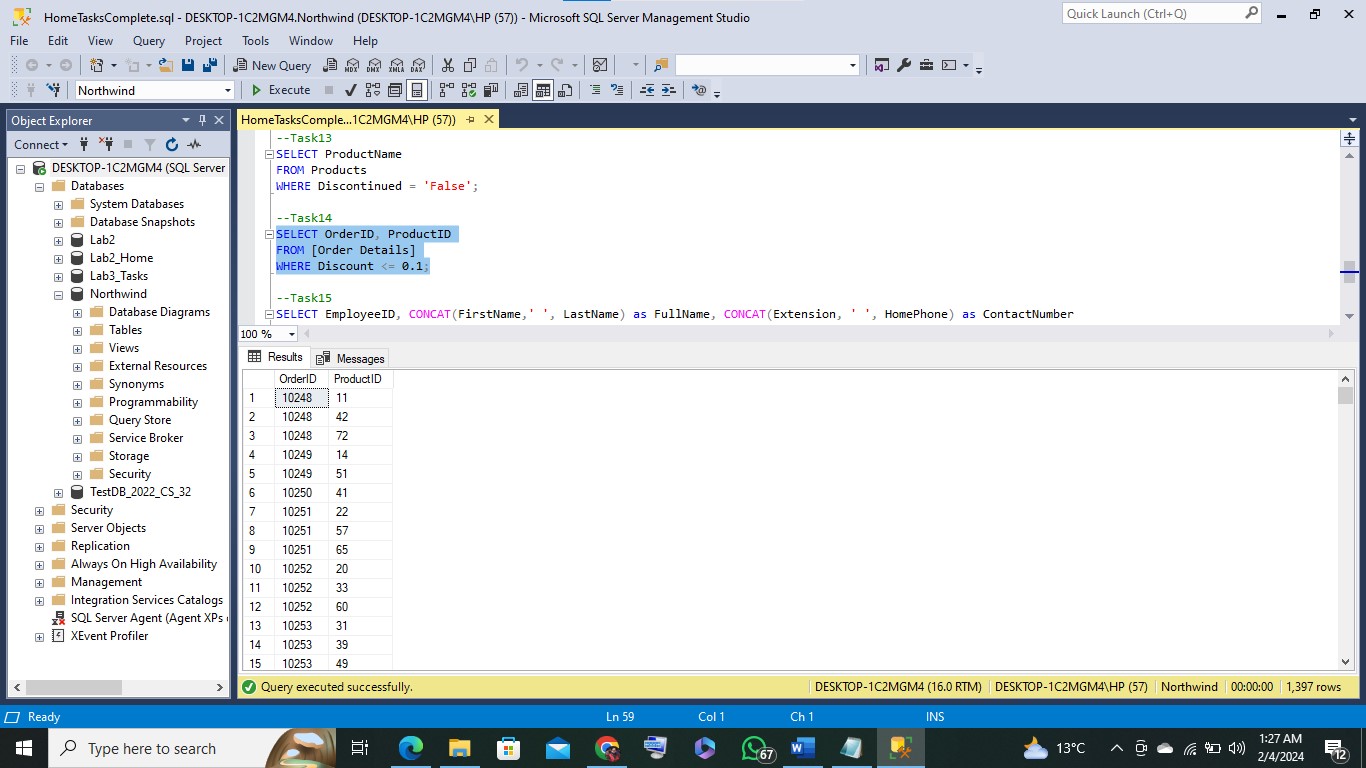 HomeTasksComplete.sql - DESKTOP-1C2MGM4.Northwind (DESKTOP-1C2MGM4\HP (57)) - Microsoft SQL Server Management Studio
Quick Launch (Ctrl+Q)
File Edit View Query Project Tools Window Help
New Query MDX DMX XMLA DAX
Northwind Execute
Object Explorer
HomeTasksComple...1C2MGM4\HP (57))
Connect
DESKTOP-1C2MGM4 (SQL Server
Databases
System Databases
Database Snapshots
Lab2
Lab2_Home
Lab3_Tasks
Northwind
Database Diagrams
Tables
Views
External Resources
Synonyms
Programmability
Query Store
Service Broker
Storage
Security
TestDB_2022_CS_32
Security
Server Objects
Replication
Always On High Availability
Management
Integration Services Catalogs
SQL Server Agent (Agent XPs
XEvent Profiler
--Task13
SELECT ProductName
FROM Products
WHERE Discontinued = 'False';
--Task14
SELECT OrderID, ProductID
FROM [Order Details]
WHERE Discount <= 0.1;
--Task15
SELECT EmployeeID, CONCAT(FirstName,' ', LastName) as FullName, CONCAT(Extension, ' ', HomePhone) as ContactNumber
100 %
Results Messages
OrderID ProductID
1 10248 11
2 10248 42
3 10248 72
4 10249 14
5 10249 51
6 10250 41
7 10251 22
8 10251 57
9 10251 65
10 10252 20
11 10252 33
12 10252 60
13 10253 31
14 10253 39
15 10253 49
Query executed successfully. DESKTOP-1C2MGM4 (16.0 RTM) DESKTOP-1C2MGM4\HP (57) Northwind 00:00:00 1,397 rows
Ready Ln 59 Col 1 Ch 1 INS
Type here to search 67 13°C 1:27 AM
2/4/2024 12